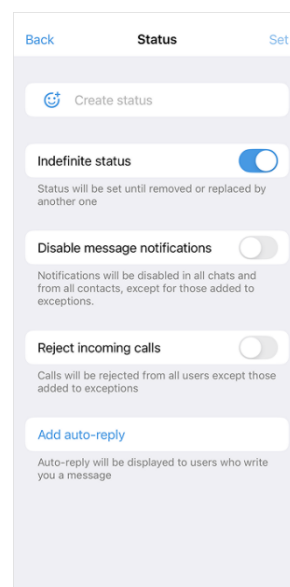 Back Status Set
Create status
Indefinite status
Status will be set until removed or replaced by
another one
Disable message notifications
Notifications will be disabled in all chats and
from all contacts, except for those added to
exceptions.
Reject incoming calls
Calls will be rejected from all users except those
added to exceptions
Add auto-reply
Auto-reply will be displayed to users who write
you a message